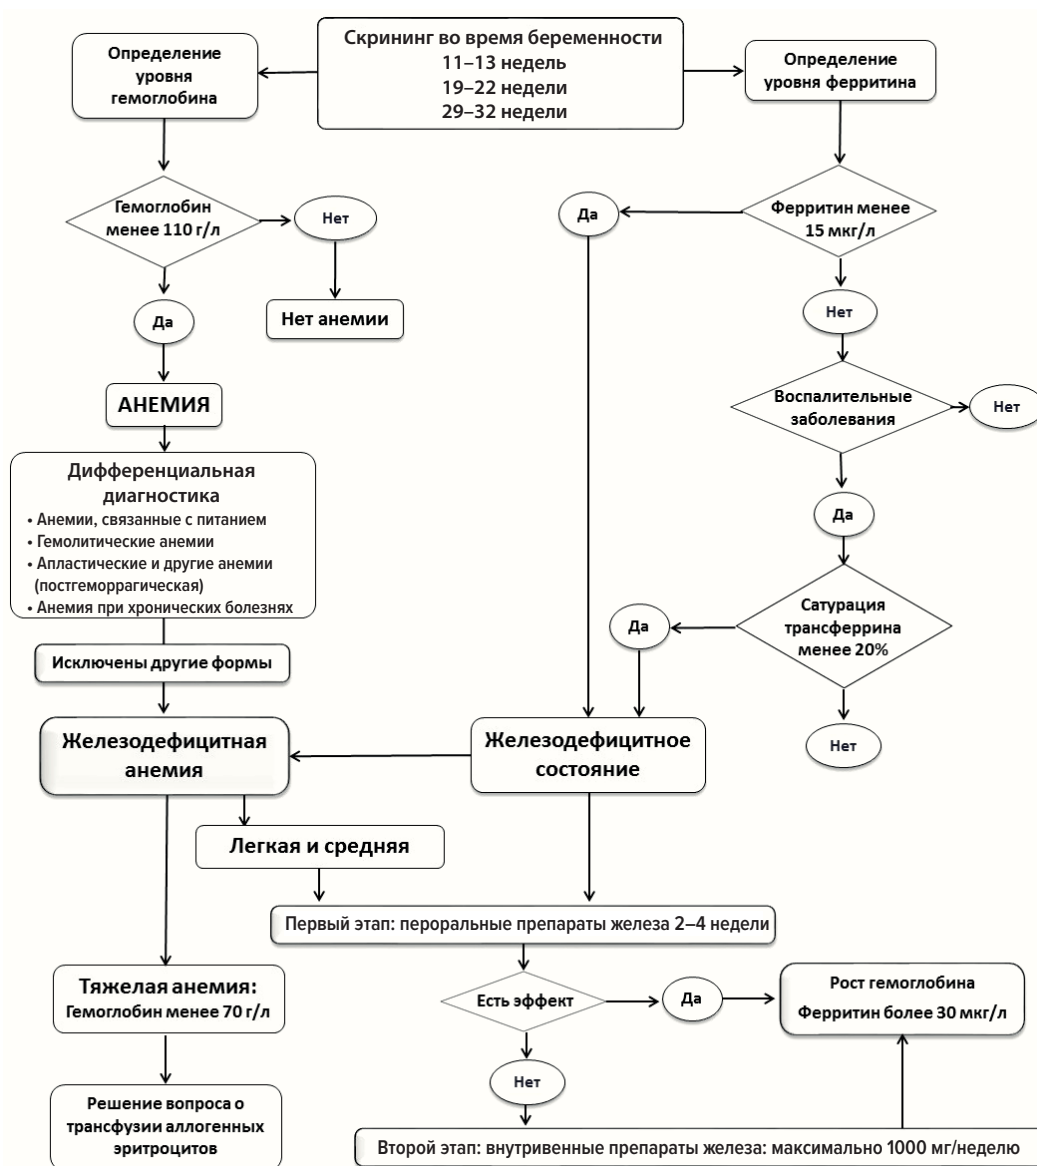 Скрининг во время беременности
11–13 недель
19–22 недели
29–32 недели
Определение
уровня
гемоглобина
Определение
уровня ферритина
Гемоглобин
менее 110 г/л
Нет
Да
Ферритин менее
15 мкг/л
Нет анемии
Да
Нет
АНЕМИЯ
Воспалительные
заболевания
Нет
Дифференциальная
диагностика
• Анемии, связанные с питанием
• Гемолитические анемии
• Апластические и другие анемии
(постгеморрагическая)
• Анемия при хронических болезнях
Да
Да
Сатурация
трансферрина
менее 20%
Исключены другие формы
Железодефицитная
анемия
Железодефицитное
состояние
Нет
Легкая и средняя
Первый этап: пероральные препараты железа 2–4 недели
Тяжелая анемия:
Гемоглобин менее 70 г/л
Есть эффект
Да
Рост гемоглобина
Ферритин более 30 мкг/л
Нет
Решение вопроса о
трансфузии аллогенных
эритроцитов
Второй этап: внутривенные препараты железа: максимально 1000 мг/неделю